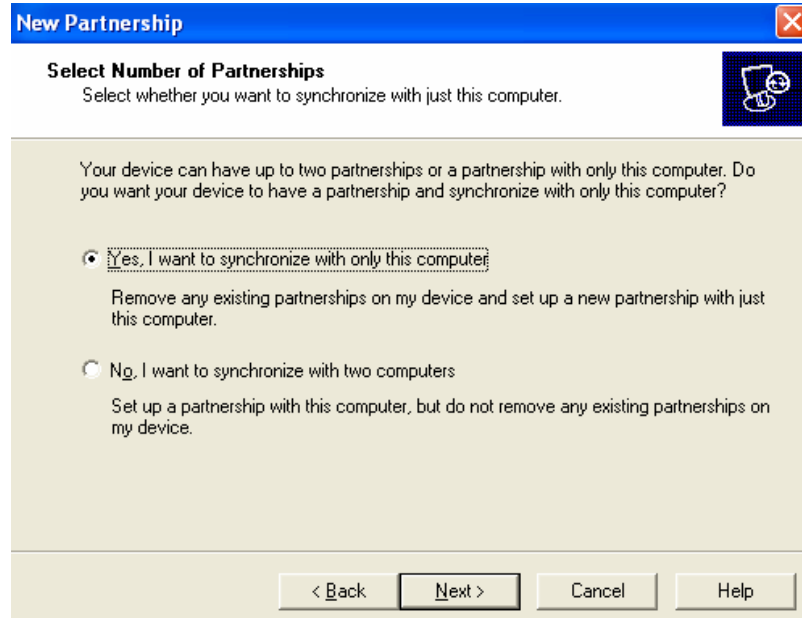 New Partnership
Select Number of Partnerships
Select whether you want to synchronize with just this computer.
Your device can have up to two partnerships or a partnership with only this computer. Do
you want your device to have a partnership and synchronize with only this computer?
Yes, I want to synchronize with only this computer
Remove any existing partnerships on my device and set up a new partnership with just
this computer.
No, I want to synchronize with two computers
Set up a partnership with this computer, but do not remove any existing partnerships on
my device.
< Back
Next >
Cancel
Help